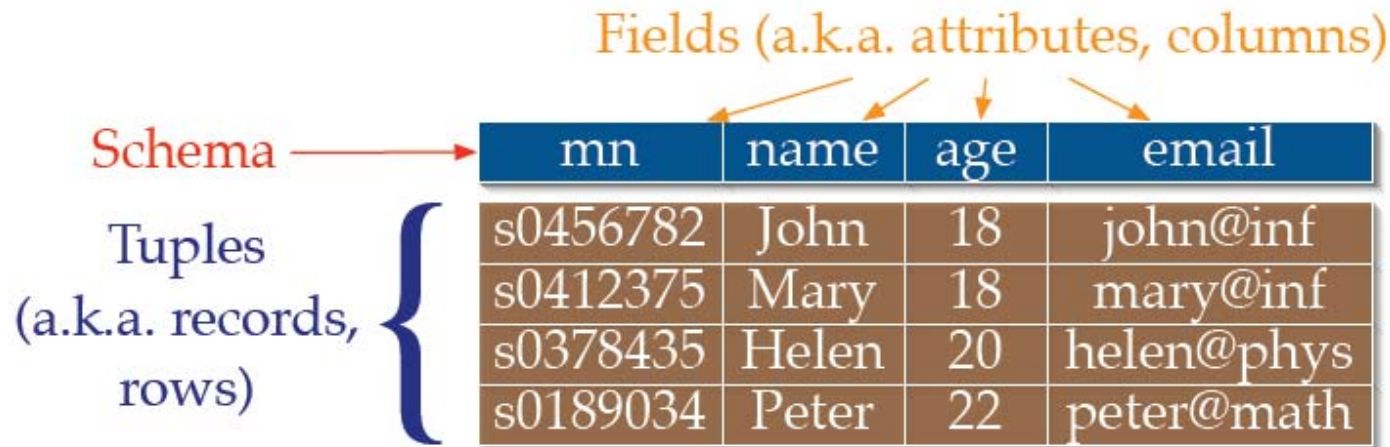 Fields (a.k.a. attributes, columns)
Schema
mn name age email
Tuples
(a.k.a. records,
rows)
s0456782 John 18 john@inf
s0412375 Mary 18 mary@inf
s0378435 Helen 20 helen@phys
s0189034 Peter 22 peter@math